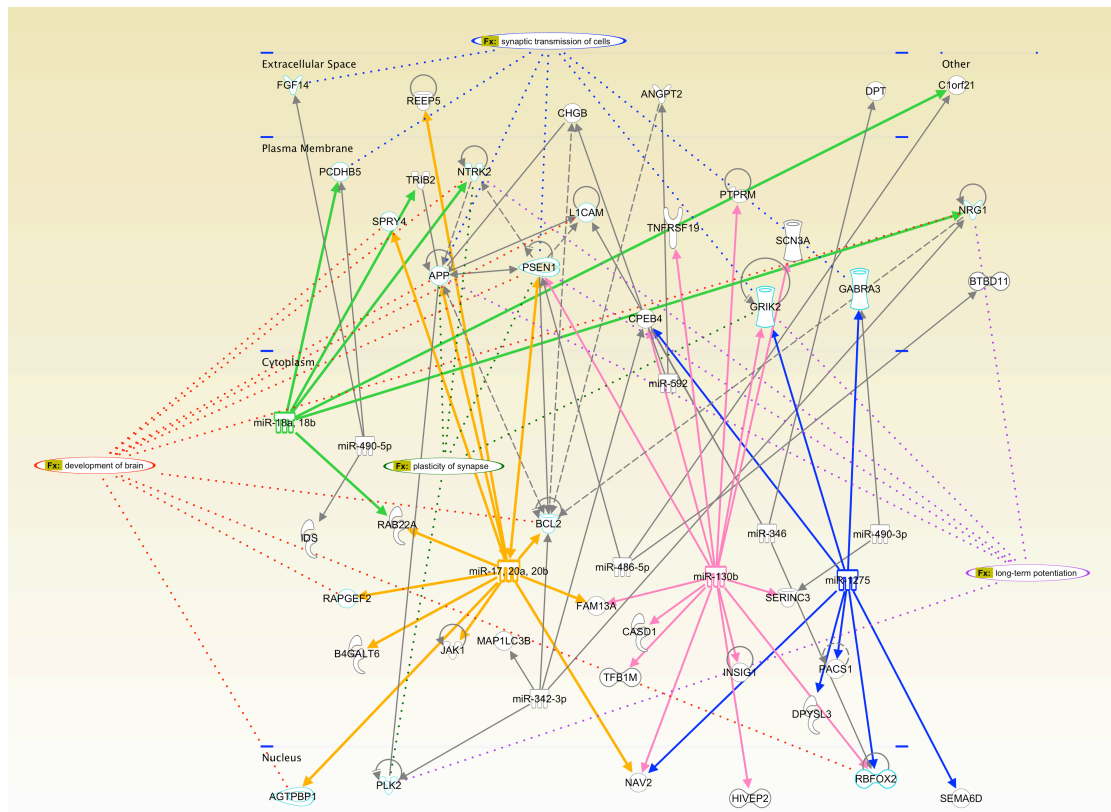 Fx: synaptic transmission of cells
Extracellular Space
Other
FGF14
REEP5
ANGPT2
DPT
C1orf21
CHGB
Plasma Membrane
PCDHB5
TRIB2
NTRK2
PTPRM
SPRY4
L1CAM
TNFRSF19
NRG1
SCN3A
APP
PSEN1
GABRA3
BTBD11
GRIK2
CPEB4
Cytoplasm
miR-592
miR-18a, 18b
miR-490-5p
Fx: development of brain
Fx: plasticity of synapse
IDS
RAB22A
BCL2
miR-346
miR-490-3p
miR-17, 20a, 20b
miR-486-5p
miR-130b
miR-1275
Fx: long-term potentiation
RAPGEF2
FAM13A
SERINC3
CASD1
B4GALT6
JAK1
MAP1LC3B
TFB1M
INSIG1
PACS1
miR-342-3p
DPYSL3
Nucleus
AGTPBP1
PLK2
NAV2
HIVEP2
RBFOX2
SEMA6D